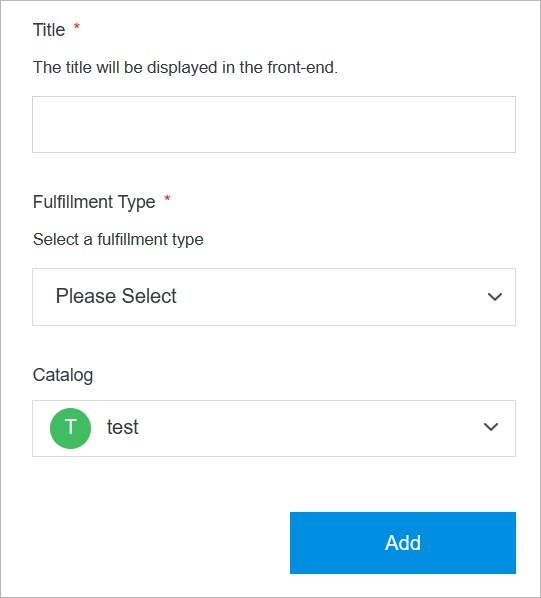 Title *
The title will be displayed in the front-end.
Fulfillment Type *
Select a fulfillment type
Please Select
Catalog
T test
Add